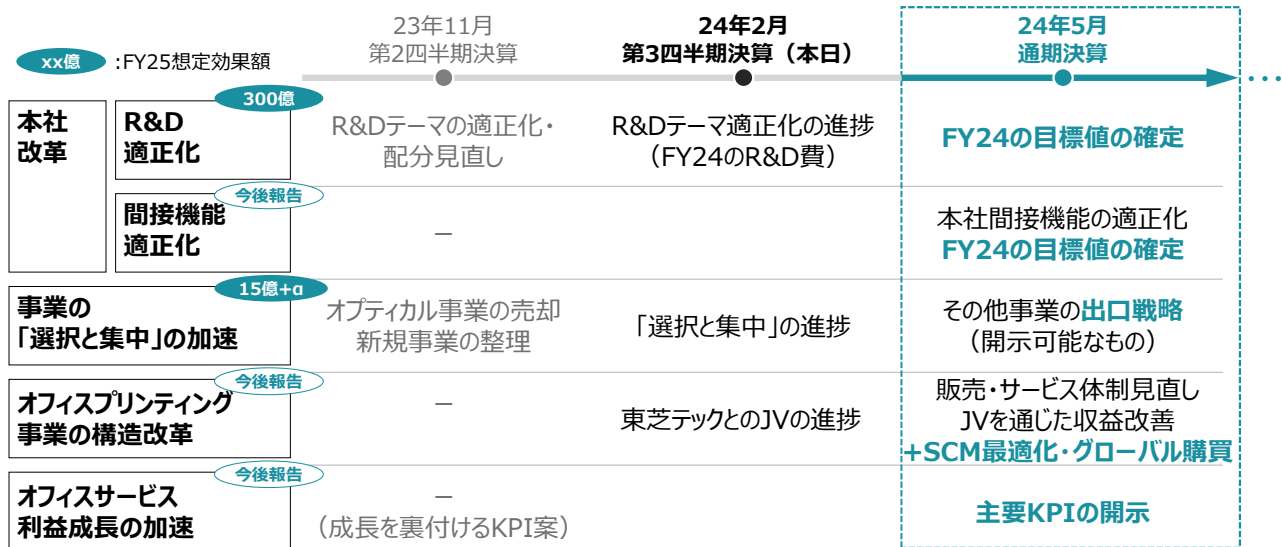 23年11月
第2四半期決算
24年2月
第3四半期決算（本日）
24年5月
通期決算
xx億 :FY25想定効果額
本社
改革
R&D
適正化
300億
R&Dテーマの適正化・
配分見直し
R&Dテーマ適正化の進捗
（FY24のR&D費）
FY24の目標値の確定
間接機能
適正化
今後報告
－
本社間接機能の適正化
FY24の目標値の確定
事業の
「選択と集中」の加速
15億+α
オプティカル事業の売却
新規事業の整理
「選択と集中」の進捗
その他事業の出口戦略
（開示可能なもの）
オフィスプリンティング
事業の構造改革
今後報告
－
東芝テックとのJVの進捗
販売・サービス体制見直し
JVを通じた収益改善
+SCM最適化・グローバル購買
オフィスサービス
利益成長の加速
今後報告
－
（成長を裏付けるKPI案）
主要KPIの開示